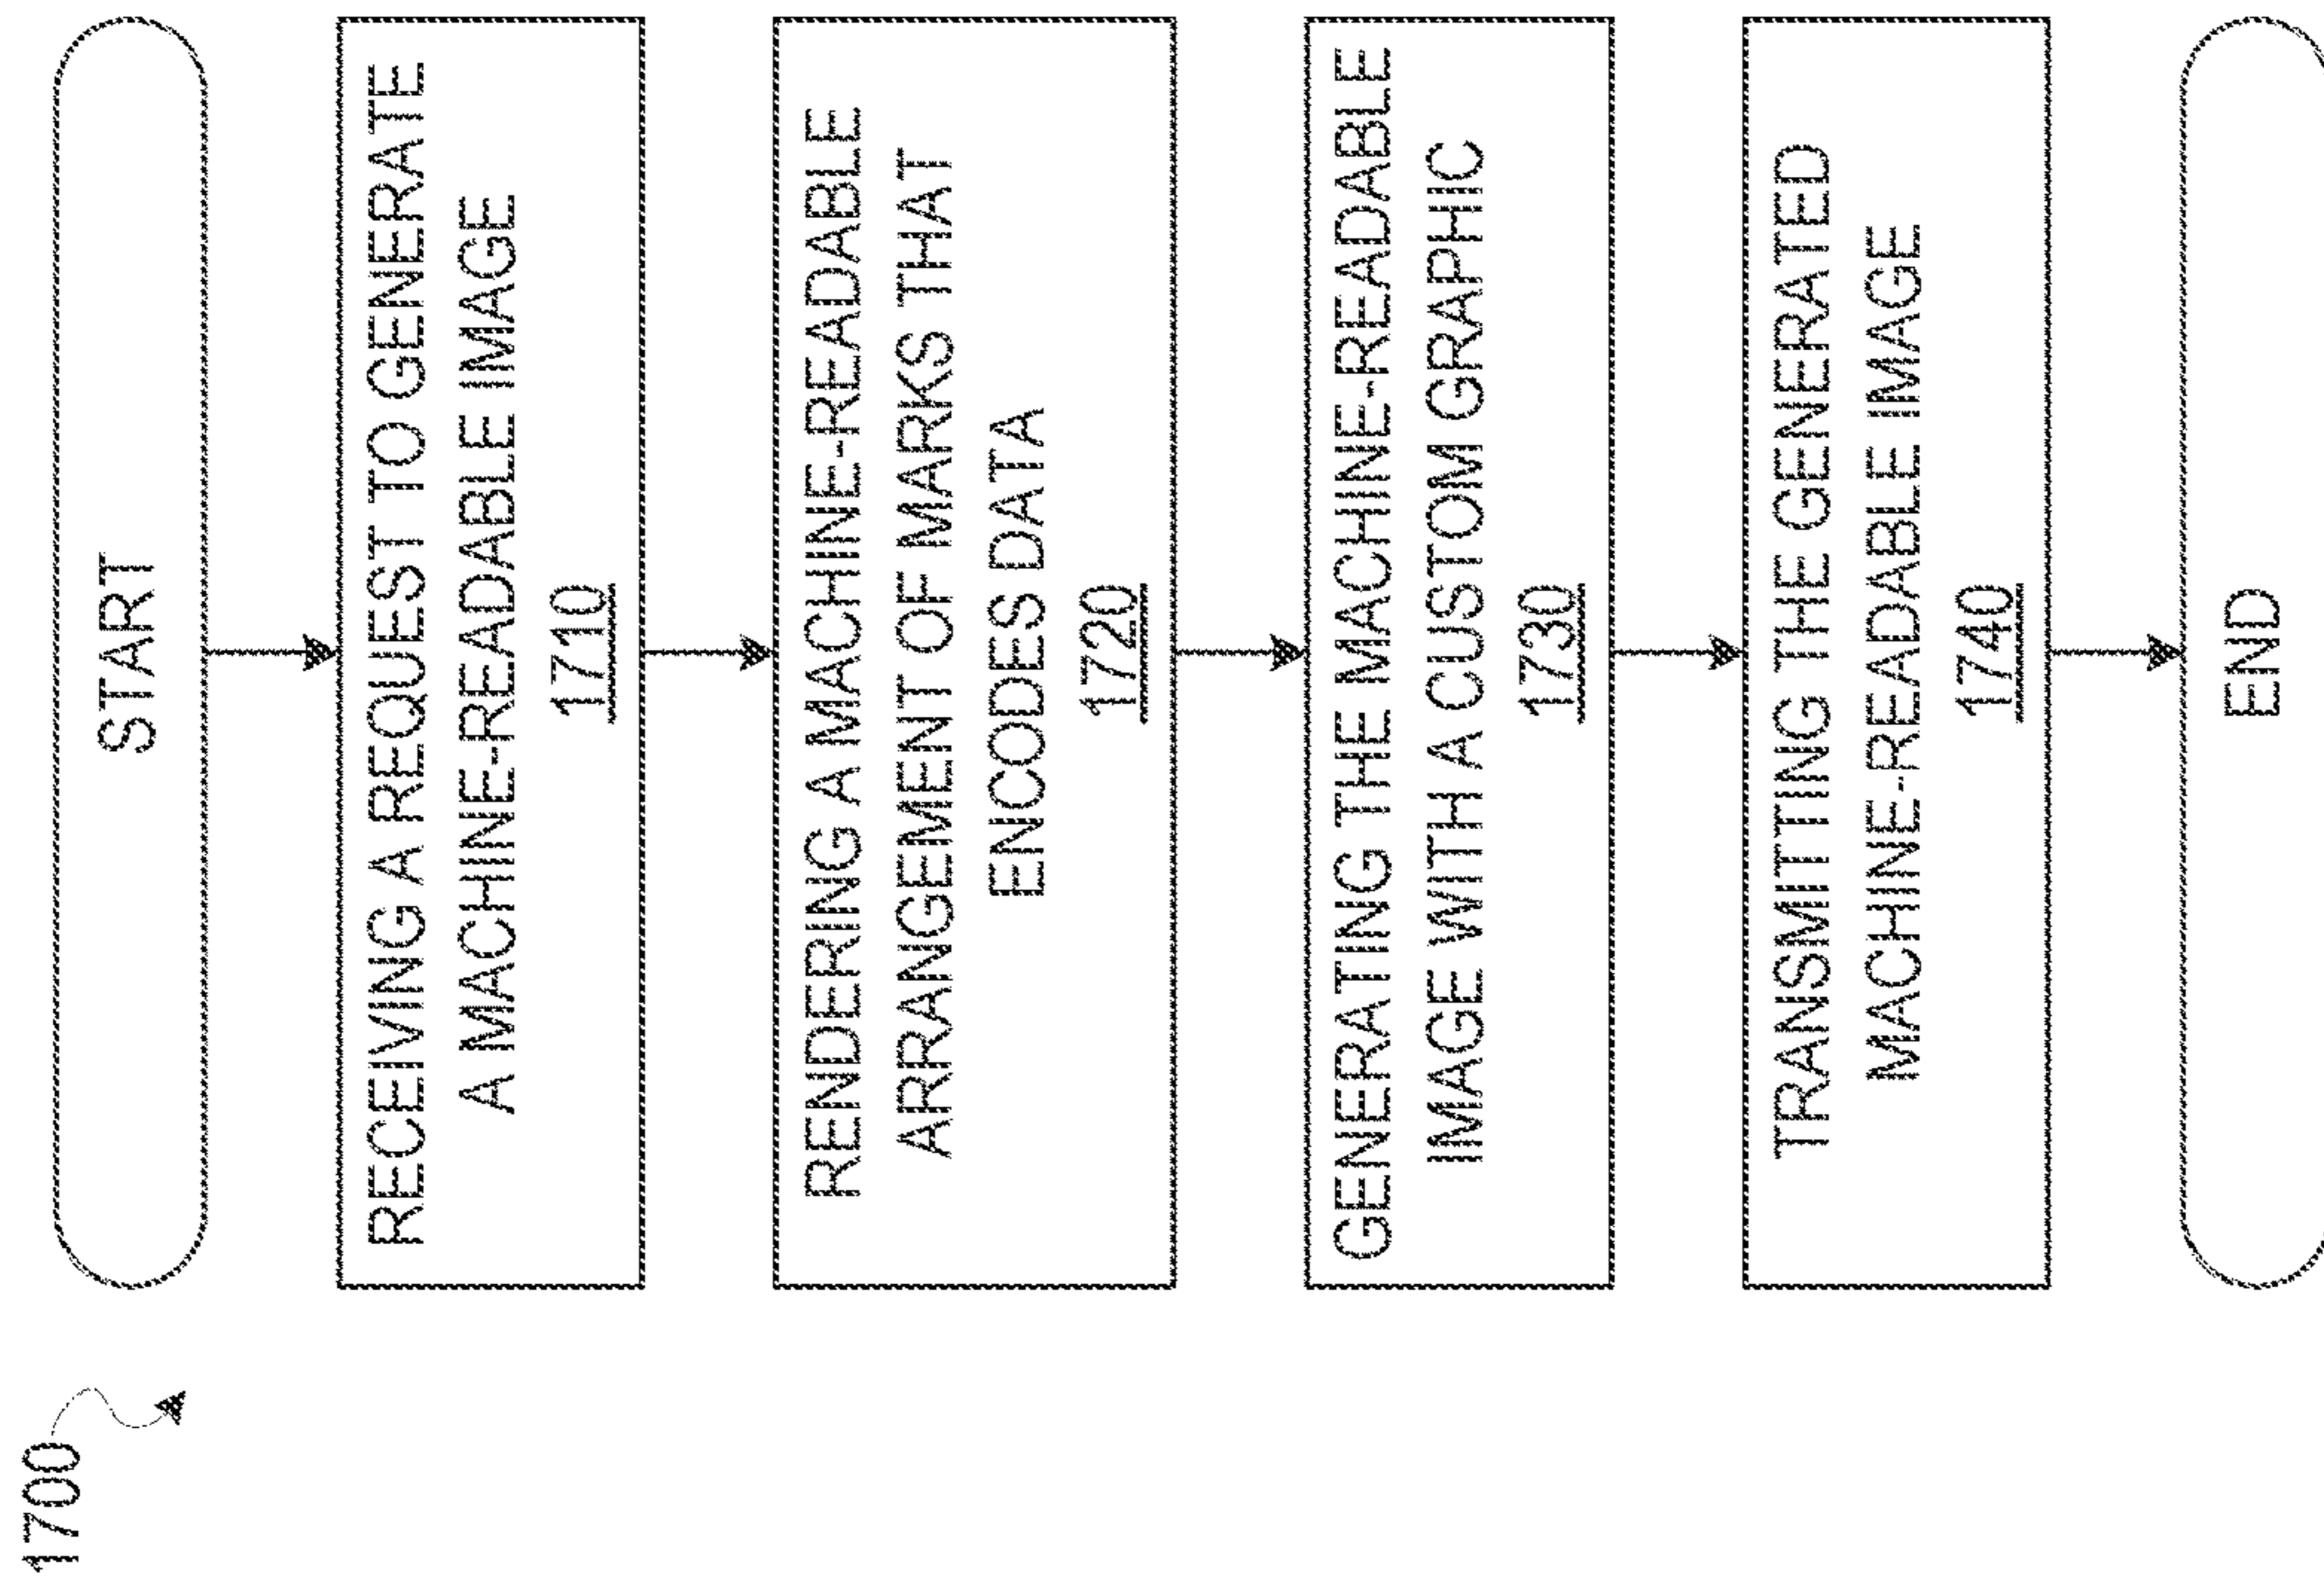 1700
START
RECEIVING A REQUEST TO GENERATE
A MACHINE-READABLE IMAGE
1710
RENDERING A MACHINE-READABLE
ARRANGEMENT OF MARKS THAT
ENCODES DATA
1720
GENERATING THE MACHINE-READABLE
IMAGE WITH A CUSTOM GRAPHIC
1730
TRANSMITTING THE GENERATED
MACHINE-READABLE IMAGE
1740
END